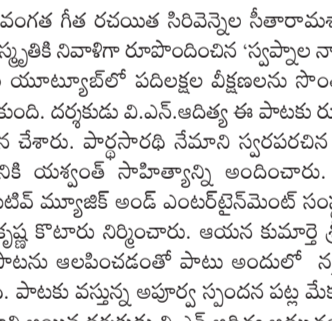 వంగత గీత రచయిత సిరివెన్నెల సీతారామశ
స్మృతికి నివాళిగా రూపొందించిన ‘స్వప్నాల నా
యూట్యూబ్‌లో పదిలక్షల వీక్షణలను సొం
కుంది. దర్శకుడు వి.ఎన్.ఆదిత్య ఈ పాటకు రు
న చేశారు. పార్థసారథి నేమాని స్వరపరచిన
నికి యశ్వంత్ సాహిత్యాన్ని అందించారు.
టివ్ మ్యూజిక్ అండ్ ఎంటర్‌టైన్‌మెంట్ సంస్థ
కృష్ణ కొటారు నిర్మించారు. ఆయన కుమార్తె
పాటను ఆలపించడంతో పాటు అందులో
. పాటకు వస్తున్న అపూర్వ స్పందన పట్ల మేక